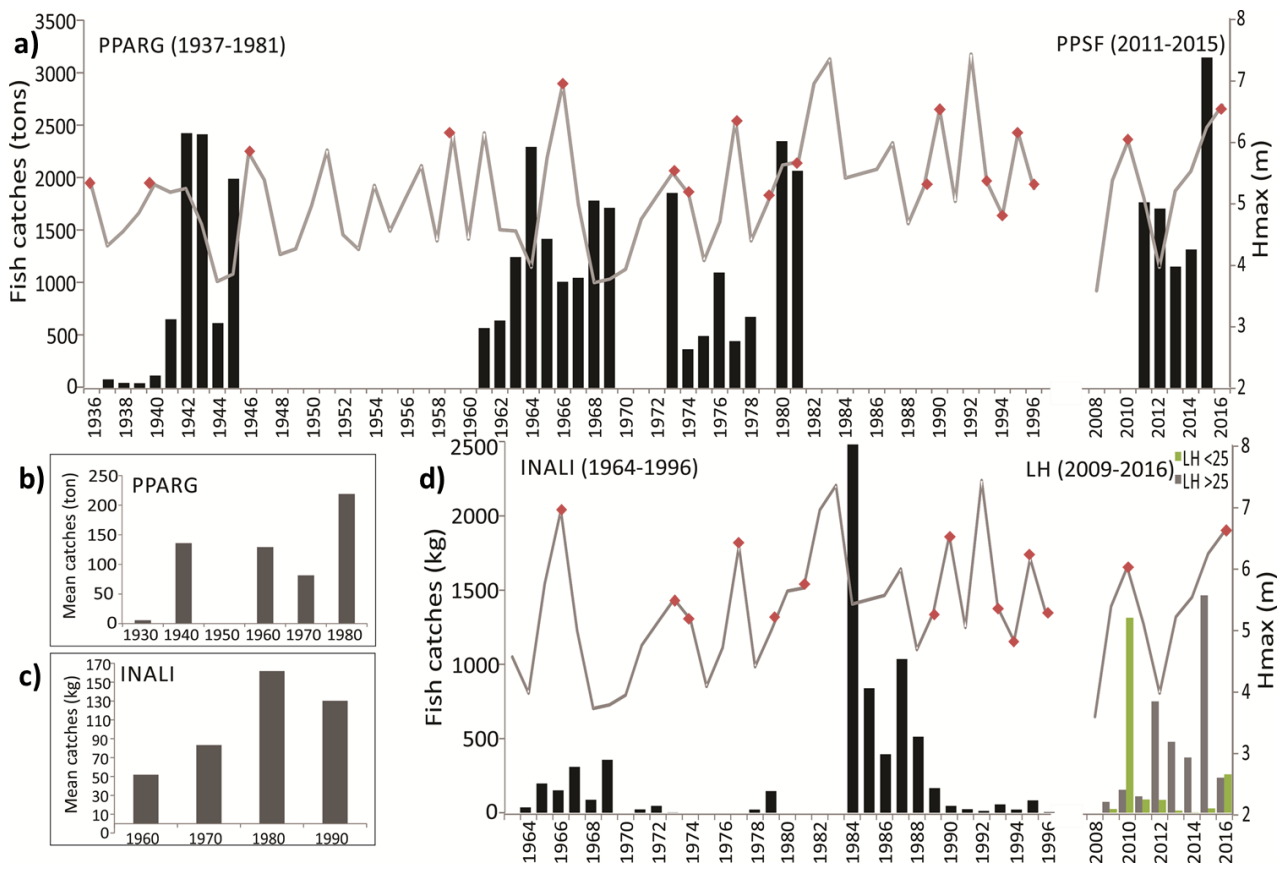 a)
PPARG (1937-1981)
PPSF (2011-2015)
Fish catches (tons)
3500
3000
2500
2000
1500
1000
500
0
8
7
6
5
4
3
2
Hmax (m)
1936 1938 1940 1942 1944 1946 1948 1950 1952 1954 1956 1958 1960 1962 1964 1966 1968 1970 1972 1974 1976 1978 1980 1982 1984 1986 1988 1990 1992 1994 1996 2008 2010 2012 2014 2016
b)
PPARG
Mean catches (ton)
250
200
150
100
50
0
1930 1940 1950 1960 1970 1980
c)
INALI
Mean catches (kg)
170
150
130
110
90
70
50
30
10
0
1960 1970 1980 1990
d)
INALI (1964-1996)
LH (2009-2016)
LH <25
LH >25
Fish catches (kg)
2500
2000
1500
1000
500
0
8
7
6
5
4
3
2
Hmax (m)
1964 1966 1968 1970 1972 1974 1976 1978 1980 1982 1984 1986 1988 1990 1992 1994 1996 2008 2010 2012 2014 2016